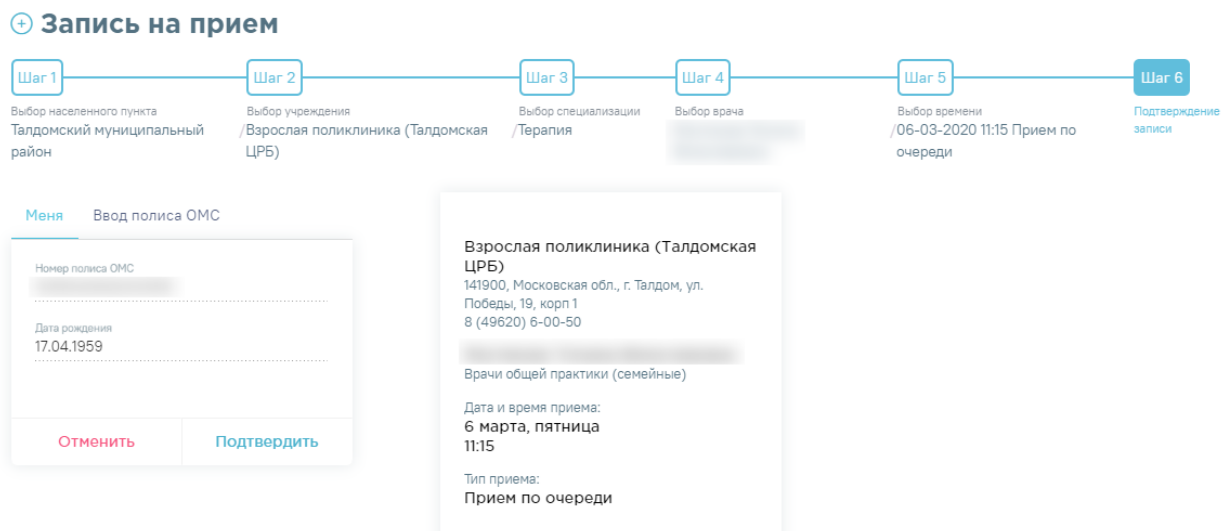 Запись на прием
Шаг 1
Шаг 2
Шаг 3
Шаг 4
Шаг 5
Шаг 6
Выбор населенного пункта
Талдомский муниципальный
район
Выбор учреждения
/Взрослая поликлиника (Талдомская
ЦРБ)
Выбор специализации
/Терапия
Выбор врача
Выбор времени
/06-03-2020 11:15 Прием по
очереди
Подтверждение
записи
Меня
Ввод полиса ОМС
Номер полиса ОМС
Дата рождения
17.04.1959
Отменить
Подтвердить
Взрослая поликлиника (Талдомская
ЦРБ)
141900, Московская обл., г. Талдом, ул.
Победы, 19, корп 1
8 (49620) 6-00-50
Врачи общей практики (семейные)
Дата и время приема:
6 марта, пятница
11:15
Тип приема:
Прием по очереди